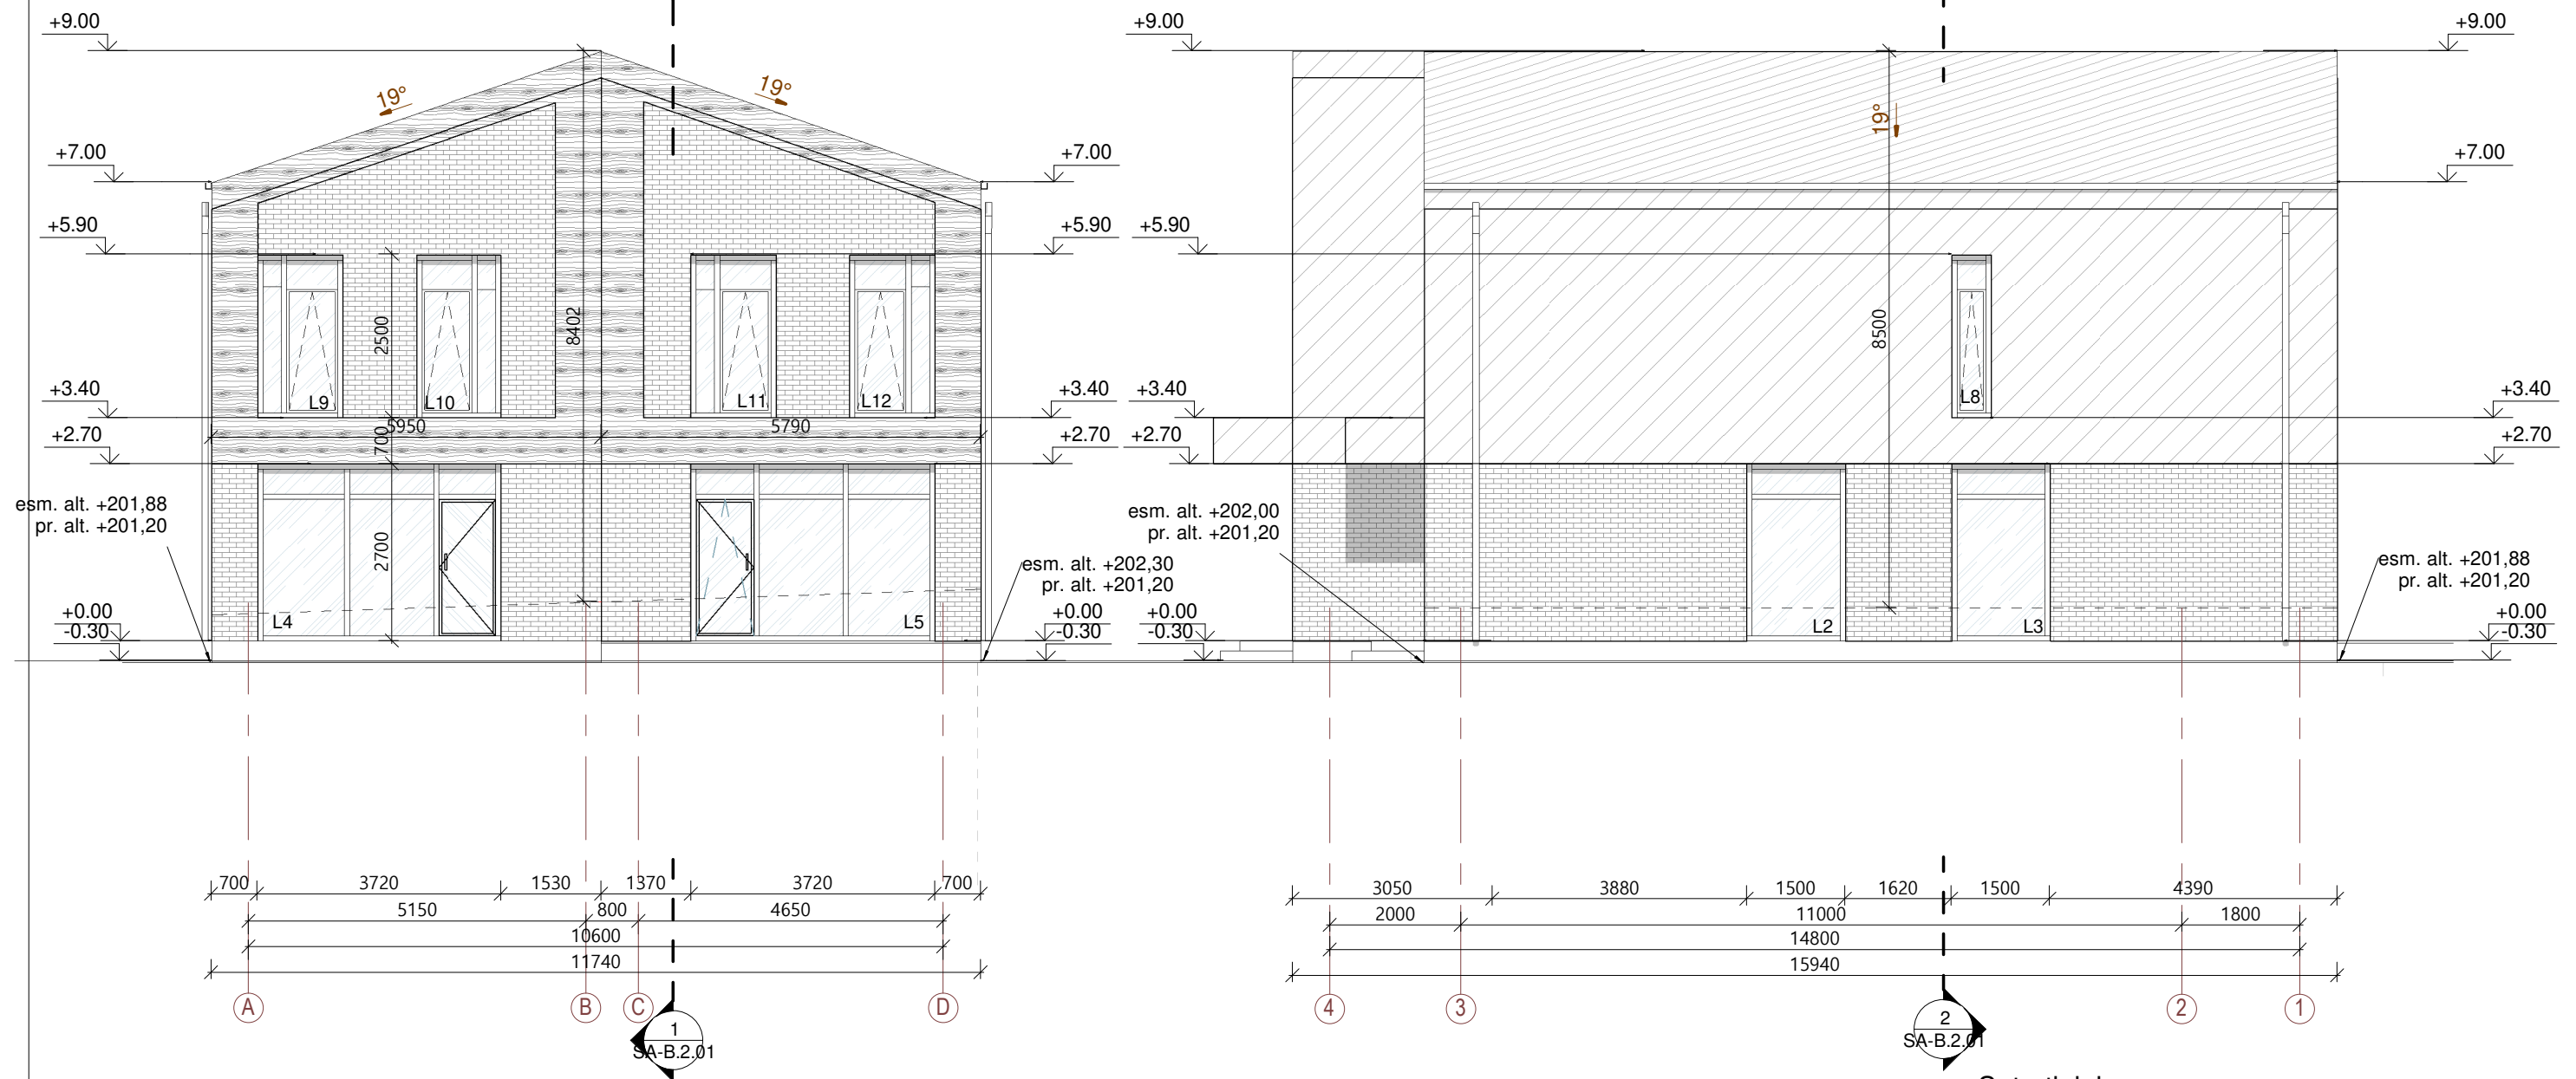 +9.00
+9.00
+9.00
19°
19°
19°
+7.00
+7.00
+7.00
+5.90
+5.90
+5.90
2500
8402
8500
L9
L10
L11
L12
L8
+3.40
+3.40
+3.40
+3.40
5950
5790
700
+2.70
+2.70
+2.70
+2.70
esm. alt. +201,88
pr. alt. +201,20
esm. alt. +202,00
pr. alt. +201,20
2700
esm. alt. +202,30
pr. alt. +201,20
esm. alt. +201,88
pr. alt. +201,20
+0.00
-0.30
L4
L5
+0.00
-0.30
+0.00
-0.30
L2
L3
+0.00
-0.30
700 3720 1530 1370 3720 700
5150 800 4650
10600
11740
3050 3880 1500 1620 1500 4390
2000 11000 1800
14800
15940
A B C D
4 3 2 1
1
SA-B.2.01
2
SA-B.2.01